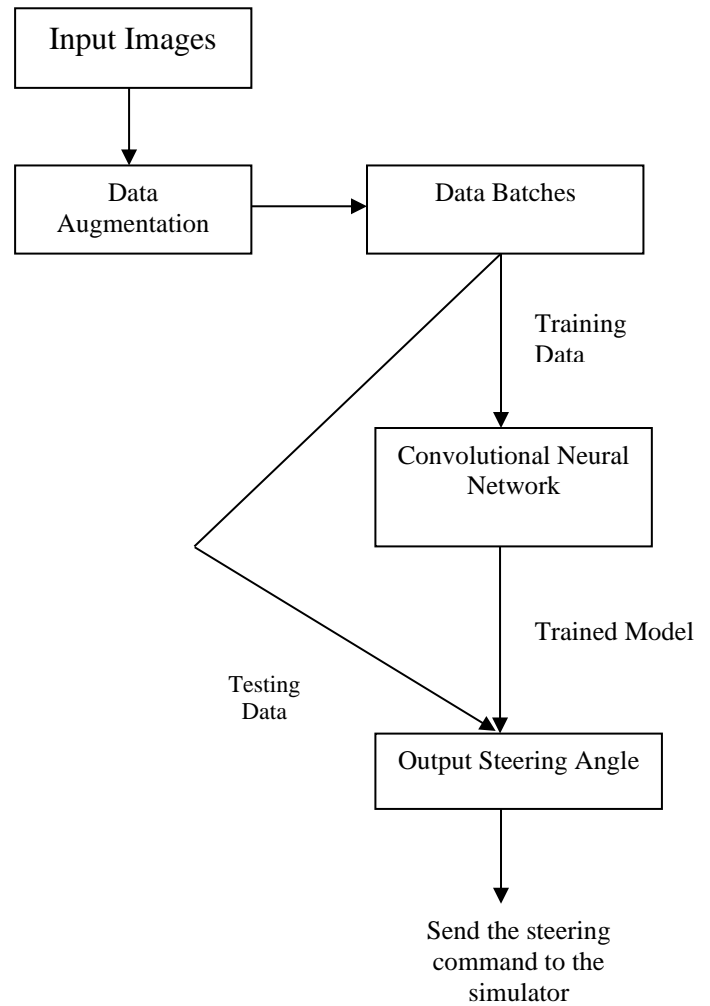 Input Images
Data
Augmentation
Data Batches
Training
Data
Convolutional Neural
Network
Trained Model
Testing
Data
Output Steering Angle
Send the steering
command to the
simulator